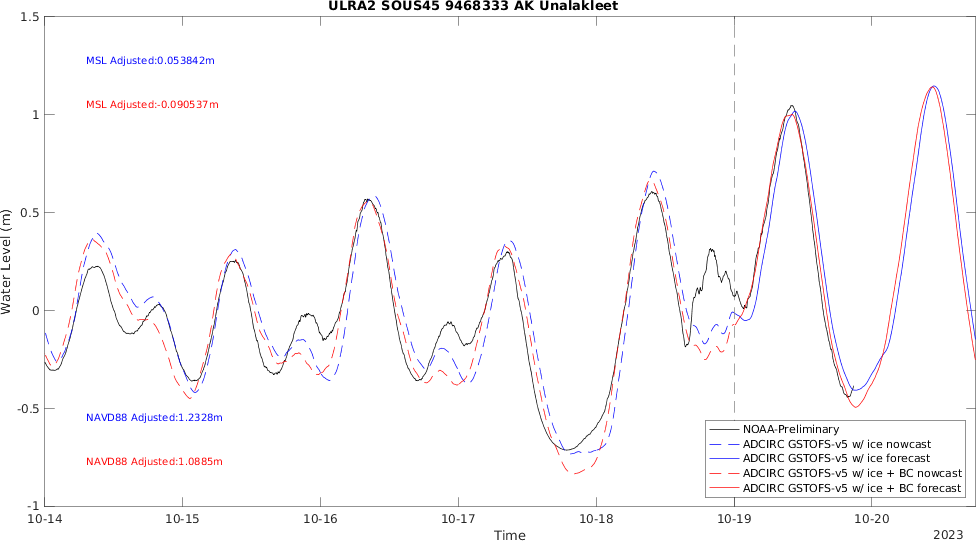 ULRA2 SOUS45 9468333 AK Unalakleet
1.5
1
0.5
0
-0.5
-1
Water Level (m)
MSL Adjusted:0.053842m
MSL Adjusted:-0.090537m
NAVD88 Adjusted:1.2328m
NAVD88 Adjusted:1.0885m
NOAA-Preliminary
ADCIRC GSTOFS-v5 w/ ice nowcast
ADCIRC GSTOFS-v5 w/ ice forecast
ADCIRC GSTOFS-v5 w/ ice + BC nowcast
ADCIRC GSTOFS-v5 w/ ice + BC forecast
10-14 10-15 10-16 10-17 10-18 10-19 10-20
Time
2023